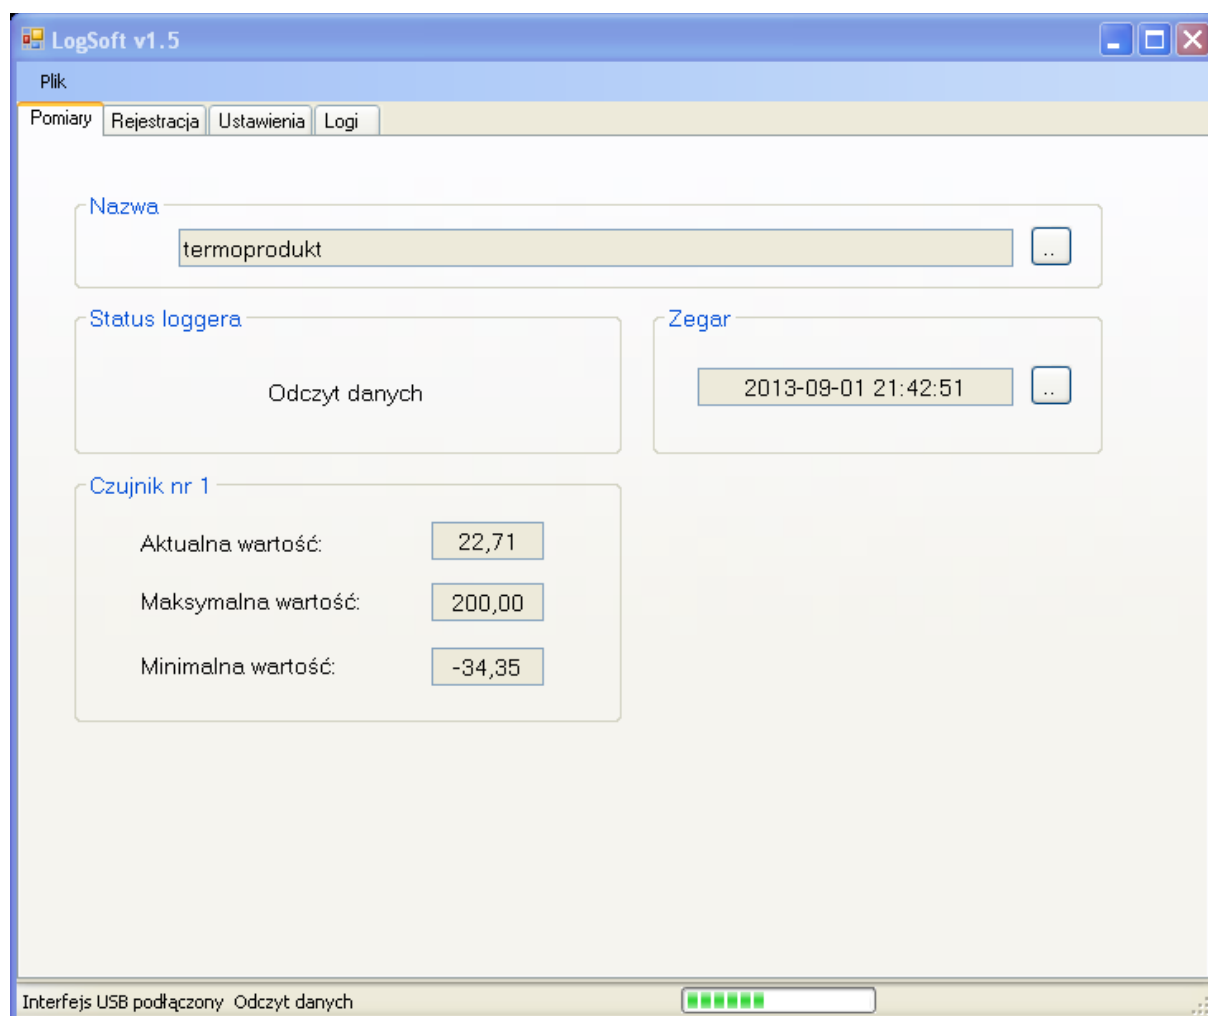 LogSoft v1.5
Plik
Pomiary Rejestracja Ustawienia Logi
Nazwa
termoprodukt ..
Status loggera Zegar
Odczyt danych 2013-09-01 21:42:51 ..
Czujnik nr 1
Aktualna wartość: 22,71
Maksymalna wartość: 200,00
Minimalna wartość: -34,35
Interfejs USB podłączony Odczyt danych